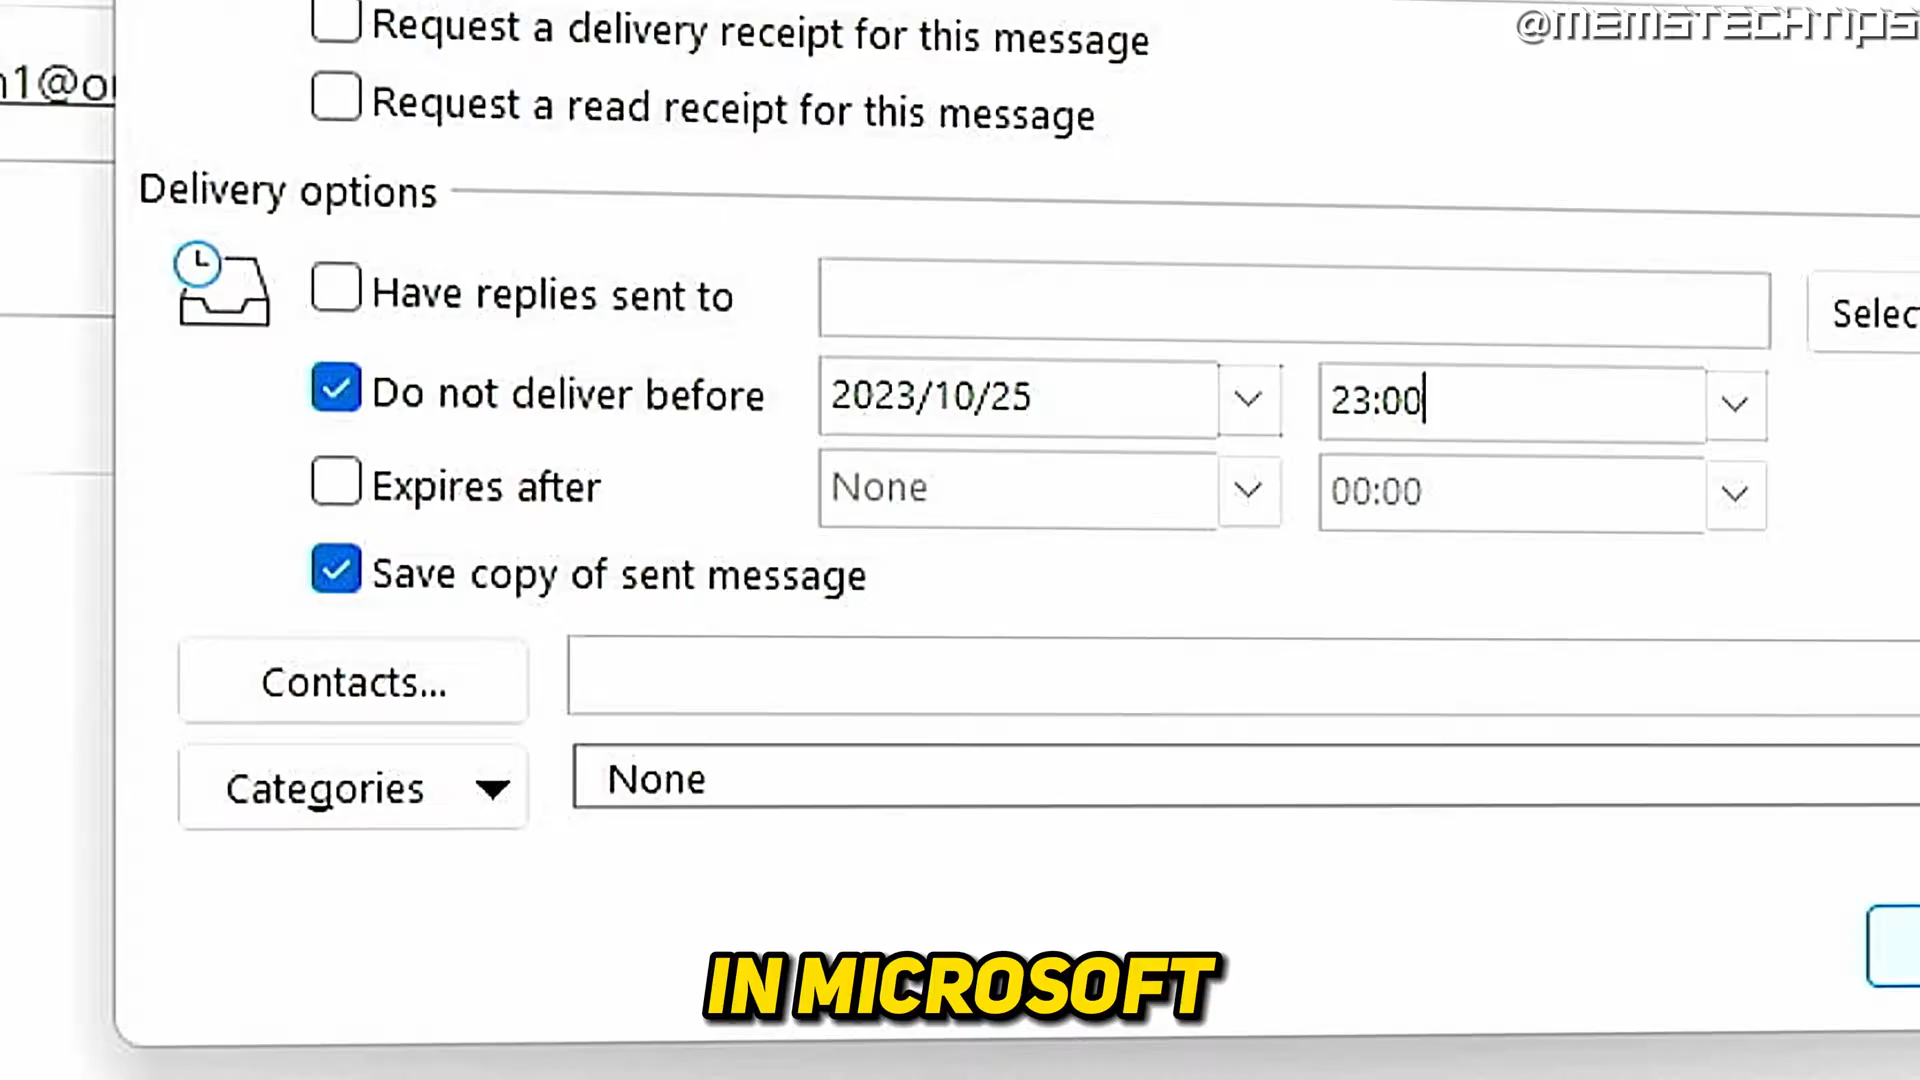 @MEMSTECHTIPS
Request a delivery receipt for this message
Request a read receipt for this message
Delivery options
Have replies sent to
Do not deliver before 2023/10/25 23:00
Expires after None 00:00
Save copy of sent message
Contacts...
Categories None
IN MICROSOFT